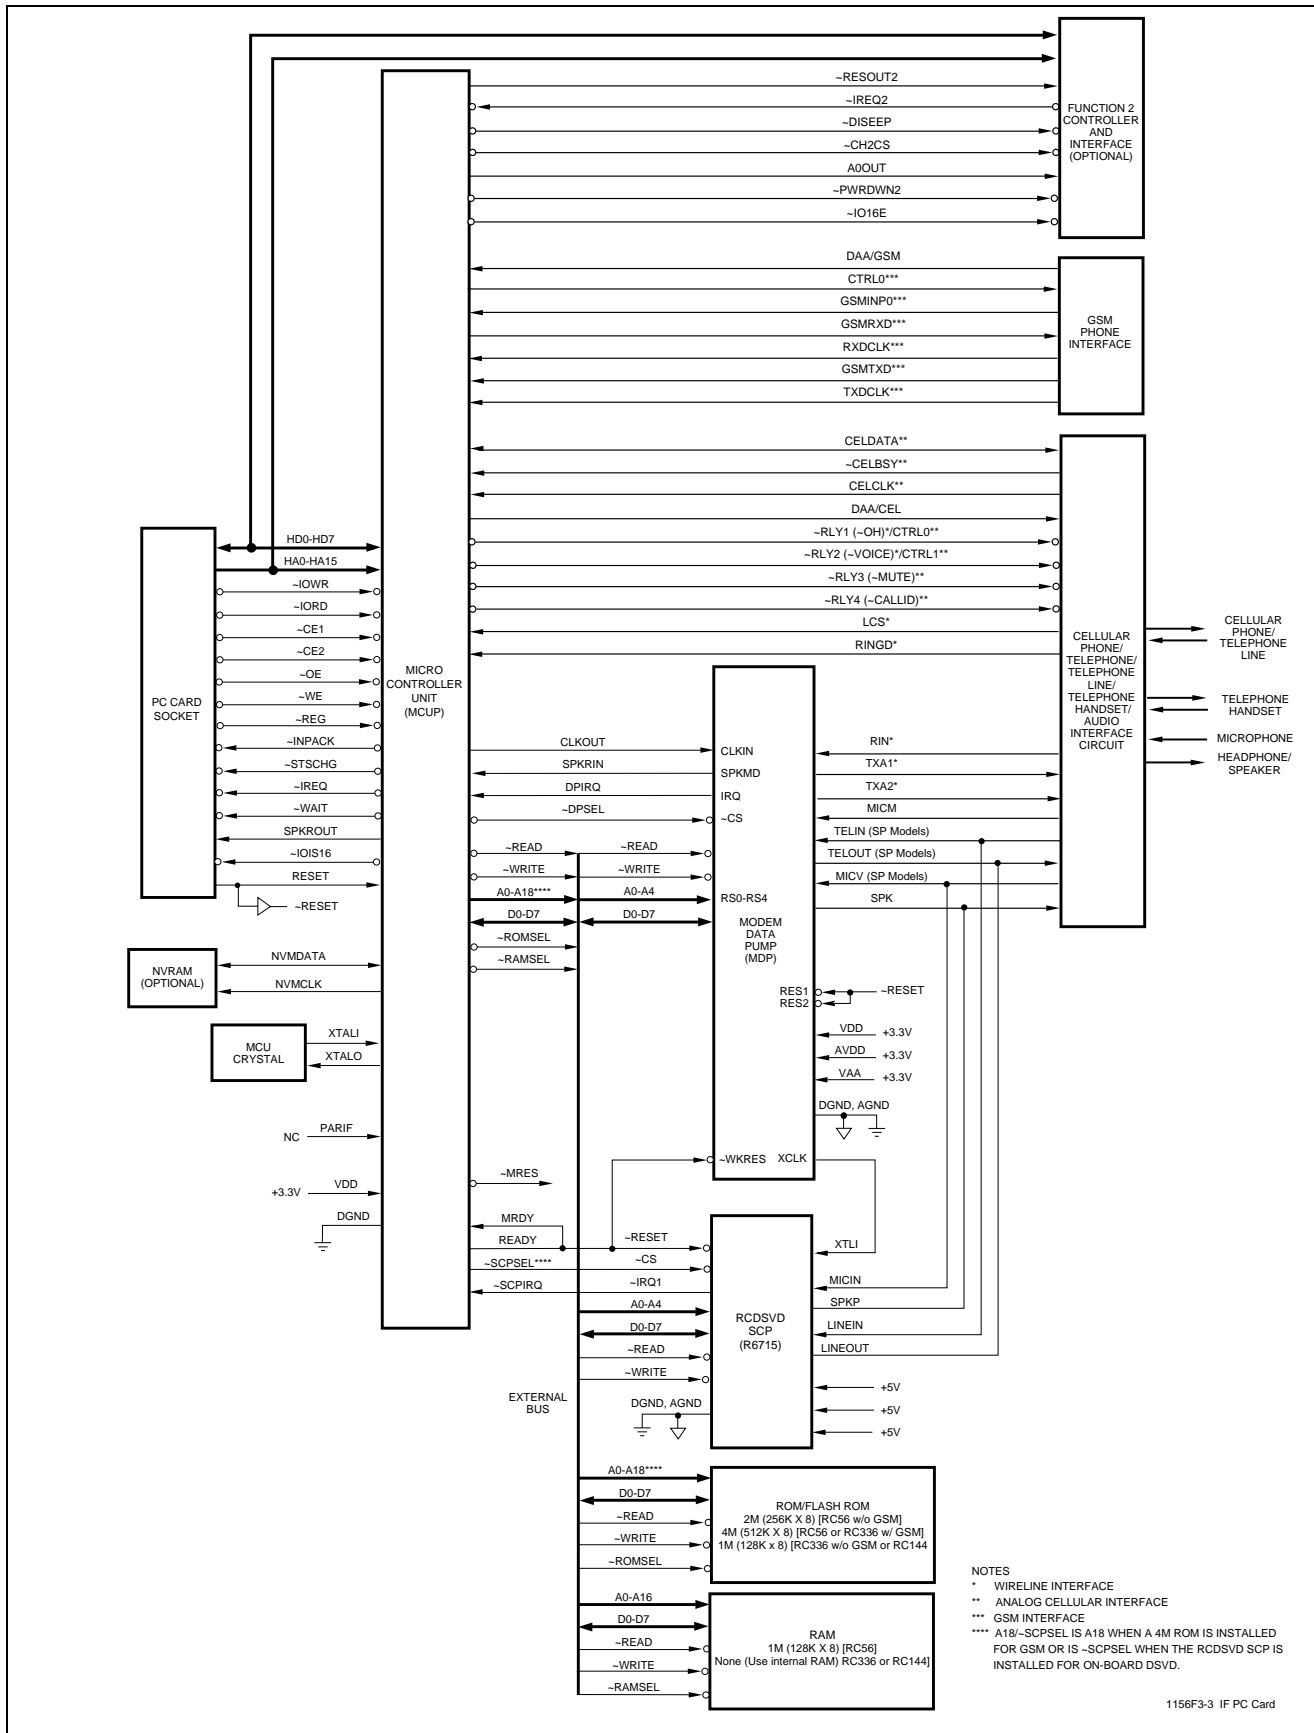 ~RESOUT2
~IREQ2
~DISEEP
~CH2CS
A0OUT
~PWRDWN2
~IO16E
FUNCTION 2
CONTROLLER
AND
INTERFACE
(OPTIONAL)
DAA/GSM
CTRL0***
GSMINP0***
GSMRXD***
RXDCLK***
GSMTXD***
TXDCLK***
GSM
PHONE
INTERFACE
CELDATA**
~CELBSY**
CELCLK**
DAA/CEL
~RLY1 (~OH)*/CTRL0**
~RLY2 (~VOICE)*/CTRL1**
~RLY3 (~MUTE)**
~RLY4 (~CALLID)**
LCS*
RINGD*
CELLULAR
PHONE/
TELEPHONE/
TELEPHONE
LINE/
TELEPHONE
HANDSET/
AUDIO
INTERFACE
CIRCUIT
CELLULAR
PHONE/
TELEPHONE
LINE
TELEPHONE
HANDSET
MICROPHONE
HEADPHONE/
SPEAKER
PC CARD
SOCKET
HD0-HD7
HA0-HA15
~IOWR
~IORD
~CE1
~CE2
~OE
~WE
~REG
~INPACK
~STSCHG
~IREQ
~WAIT
SPKROUT
~IOIS16
RESET
~RESET
MICRO
CONTROLLER
UNIT
(MCUP)
NVRAM
(OPTIONAL)
NVMDATA
NVMCLK
MCU
CRYSTAL
XTALI
XTALO
NC
PARIF
+3.3V
VDD
DGND
CLKOUT
SPKRIN
DPIRQ
~DPSEL
~READ
~WRITE
A0-A18****
D0-D7
~ROMSEL
~RAMSEL
~READ
~WRITE
A0-A4
D0-D7
CLKIN
SPKMD
IRQ
~CS
RS0-RS4
MODEM
DATA
PUMP
(MDP)
RES1
RES2
~WKRES
XCLK
RIN*
TXA1*
TXA2*
MICM
TELIN (SP Models)
TELOUT (SP Models)
MICV (SP Models)
SPK
~RESET
VDD
+3.3V
AVDD
+3.3V
VAA
+3.3V
DGND, AGND
~MRES
MRDY
READY
~SCPSEL****
~SCPIRQ
~RESET
~CS
~IRQ1
A0-A4
D0-D7
~READ
~WRITE
DGND, AGND
RCDSVD
SCP
(R6715)
XTLI
MICIN
SPKP
LINEIN
LINEOUT
+5V
+5V
+5V
EXTERNAL
BUS
A0-A18****
D0-D7
~READ
~WRITE
~ROMSEL
ROM/FLASH ROM
2M (256K X 8) [RC56 w/o GSM]
4M (512K X 8) [RC56 or RC336 w/ GSM]
1M (128K x 8) [RC336 w/o GSM or RC144
A0-A16
D0-D7
~READ
~WRITE
~RAMSEL
RAM
1M (128K X 8) [RC56]
None (Use internal RAM) RC336 or RC144]
NOTES
* WIRELINE INTERFACE
** ANALOG CELLULAR INTERFACE
*** GSM INTERFACE
**** A18/~SCPSEL IS A18 WHEN A 4M ROM IS INSTALLED
FOR GSM OR IS ~SCPSEL WHEN THE RCDSVD SCP IS
INSTALLED FOR ON-BOARD DSVD.
1156F3-3 IF PC Card